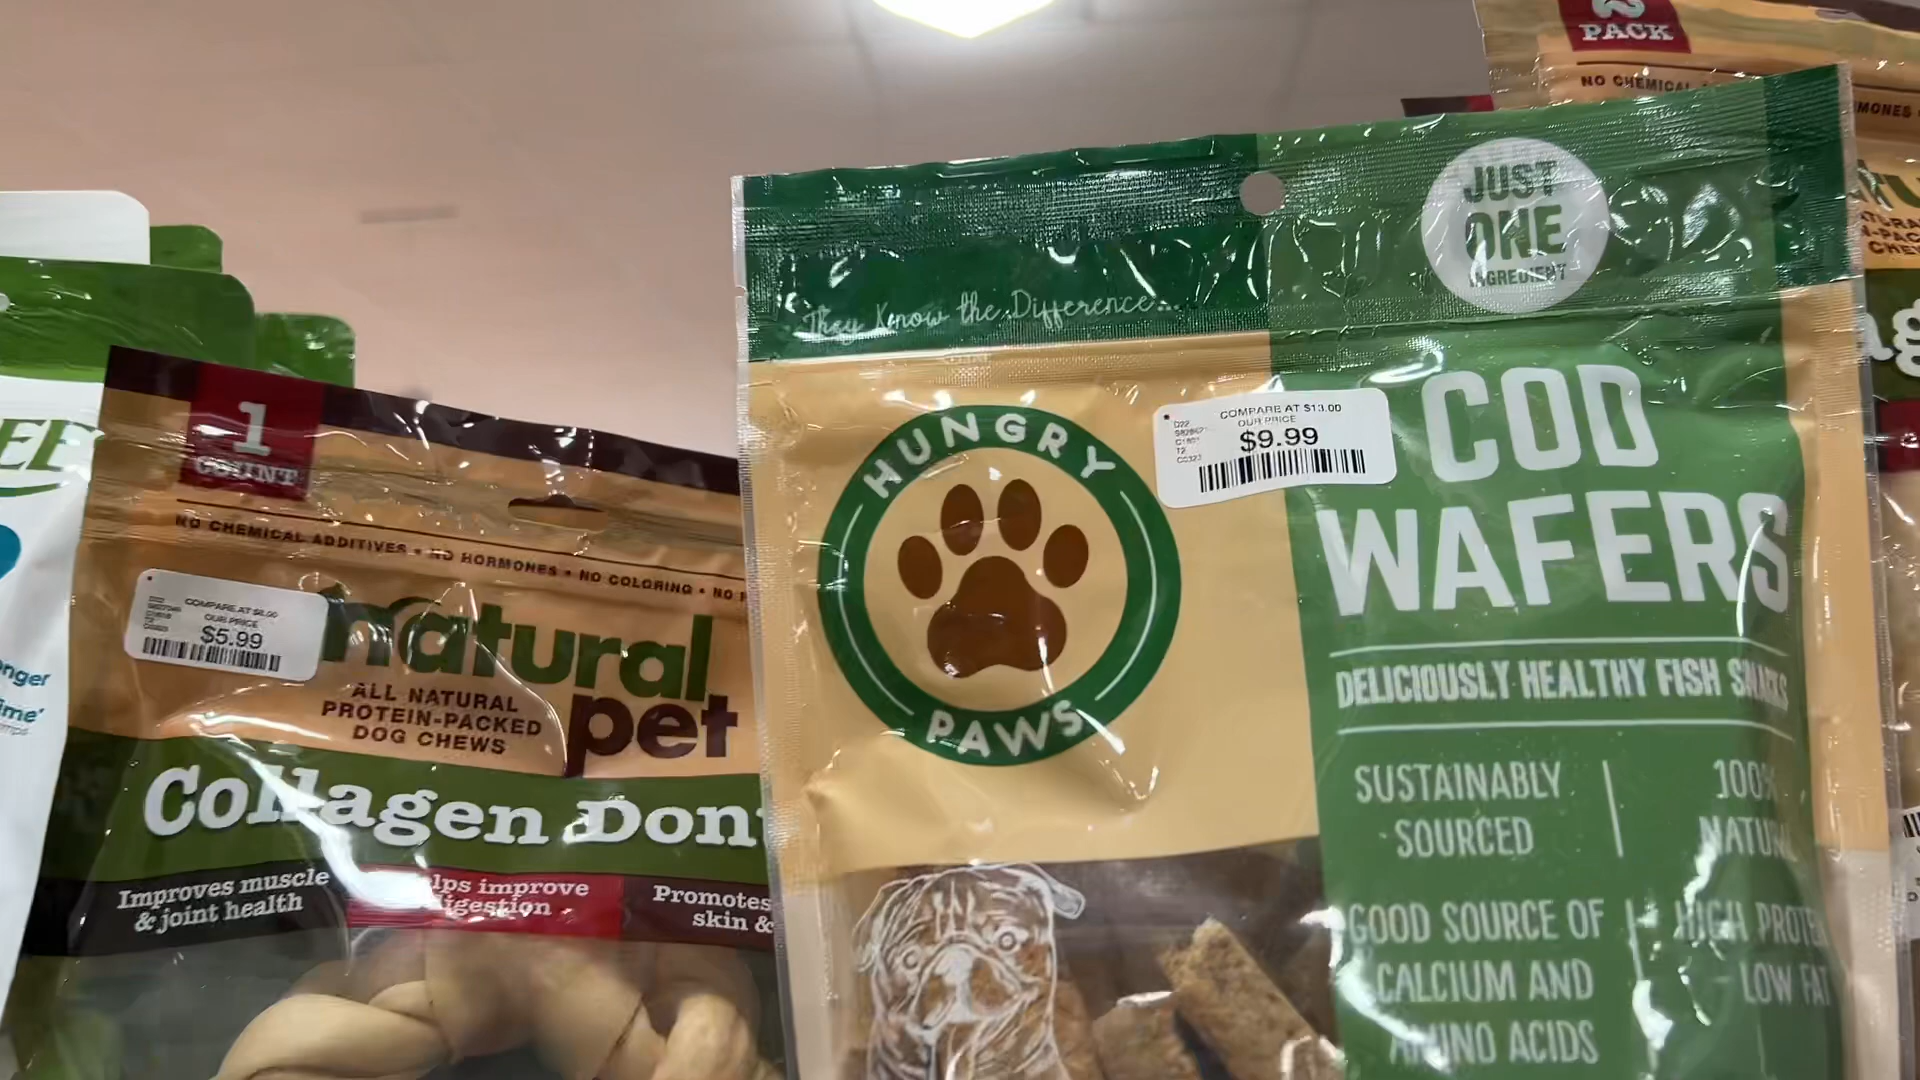 1
COUNT
NO CHEMICAL ADDITIVES • NO HORMONES • NO COLORING • NO
COMPARE AT $8.00
OUR PRICE
$5.99
natural
pet
ALL NATURAL
PROTEIN-PACKED
DOG CHEWS
Collagen
Improves muscle
& joint health
improve
Promotes
skin &
They Know the Difference...
JUST
ONE
INGREDIENT
HUNGRY
PAWS
COMPARE AT $13.00
OUR PRICE
$9.99
D22
T2
COD
WAFERS
DELICIOUSLY HEALTHY FISH SNACKS
SUSTAINABLY
SOURCED
100%
NATURAL
GOOD SOURCE OF
CALCIUM AND
AMINO ACIDS
HIGH PROTEIN
LOW FAT
PACK
NO CHEMICAL